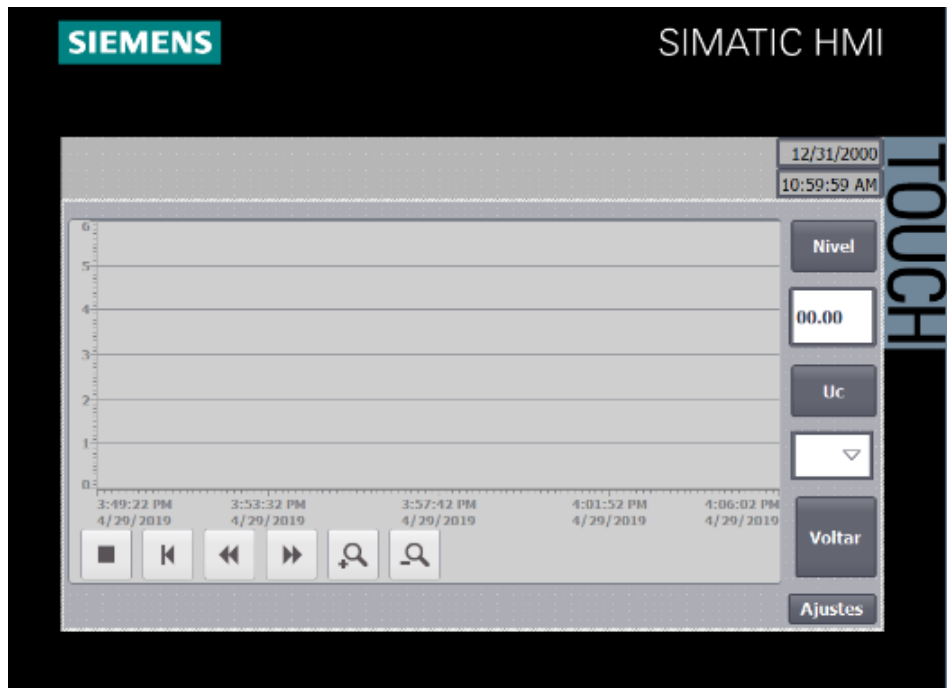 SIEMENS
SIMATIC HMI
TOUCH
12/31/2000
10:59:59 AM
6
5
4
3
2
1
0
3:49:22 PM 3:53:32 PM 3:57:42 PM 4:01:52 PM 4:06:02 PM
4/29/2019 4/29/2019 4/29/2019 4/29/2019 4/29/2019
Nivel
00.00
Uc
Voltar
Ajustes